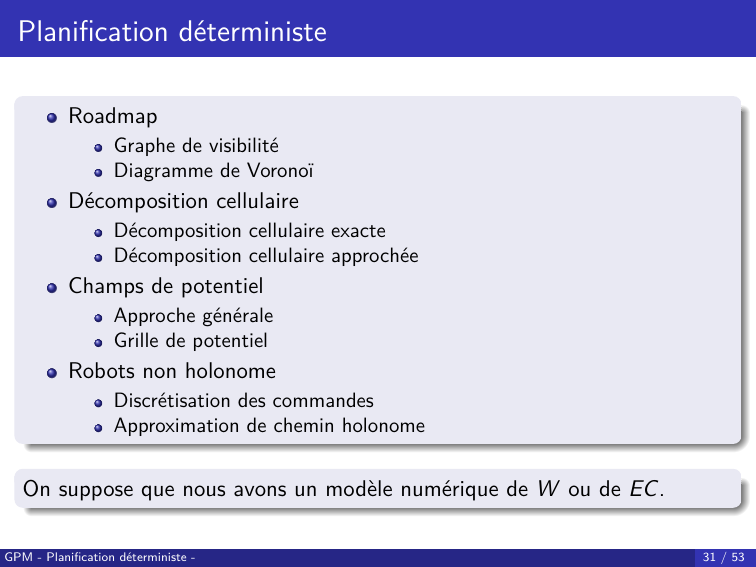 Planification déterministe
Roadmap
Graphe de visibilité
Diagramme de Voronoï
Décomposition cellulaire
Décomposition cellulaire exacte
Décomposition cellulaire approchée
Champs de potentiel
Approche générale
Grille de potentiel
Robots non holonome
Discrétisation des commandes
Approximation de chemin holonome
On suppose que nous avons un modèle numérique de W ou de EC.
GPM - Planification déterministe -
31 / 53